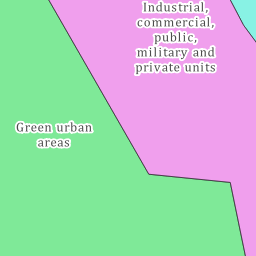 Industrial,
commercial,
public,
military and
private units
Green urban
areas